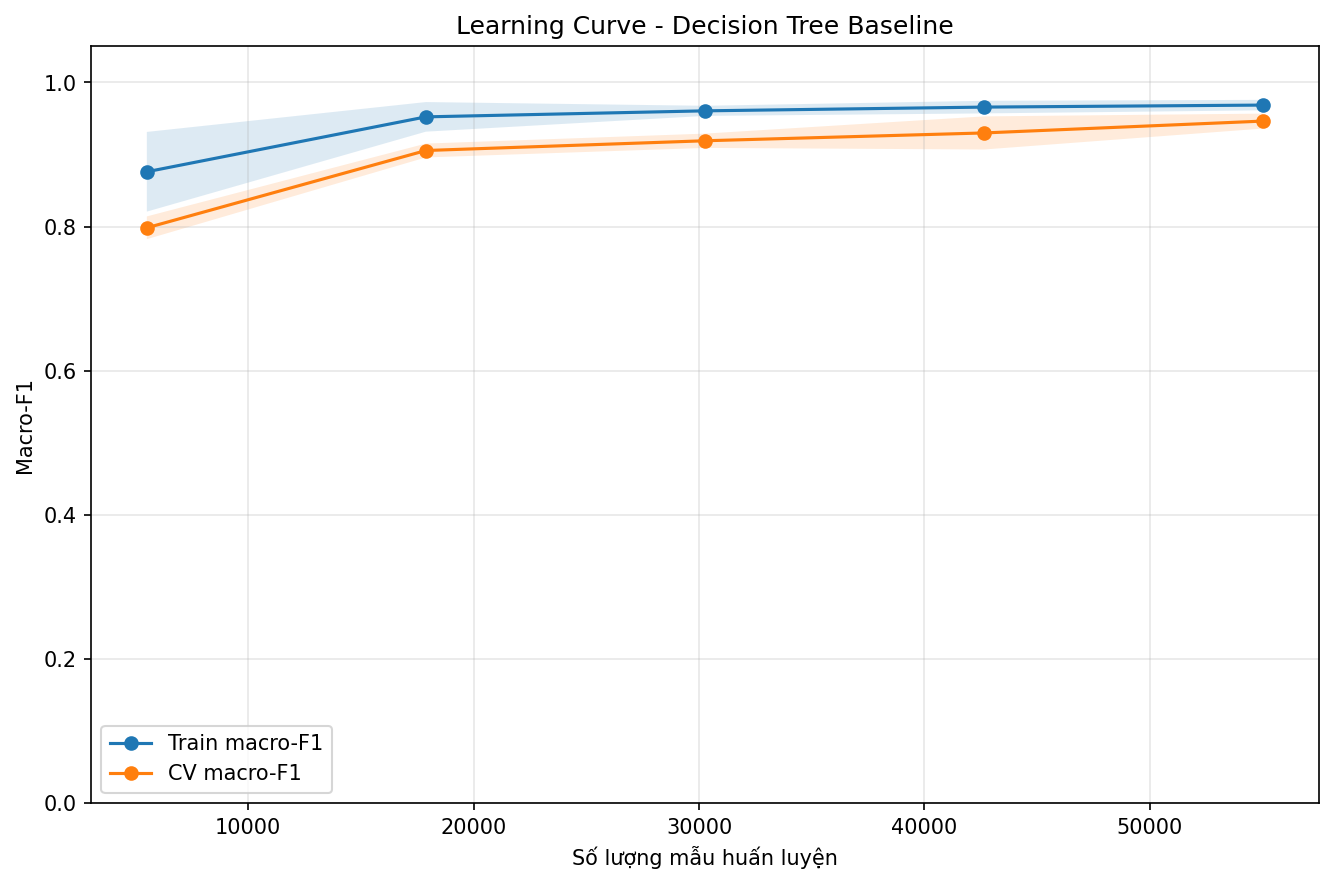 Learning Curve - Decision Tree Baseline
1.0
0.8
0.6
0.4
0.2
0.0
Macro-F1
Train macro-F1
CV macro-F1
10000 20000 30000 40000 50000
Số lượng mẫu huấn luyện